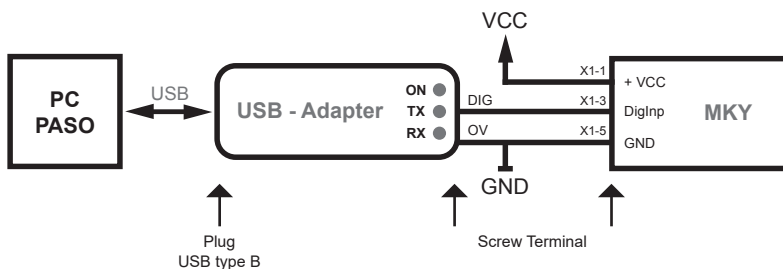 VCC
PC
PASO
USB
USB - Adapter
ON
TX
RX
DIG
OV
X1-1
X1-3
X1-5
+ VCC
DigInp
GND
MKY
GND
Plug
USB type B
Screw Terminal